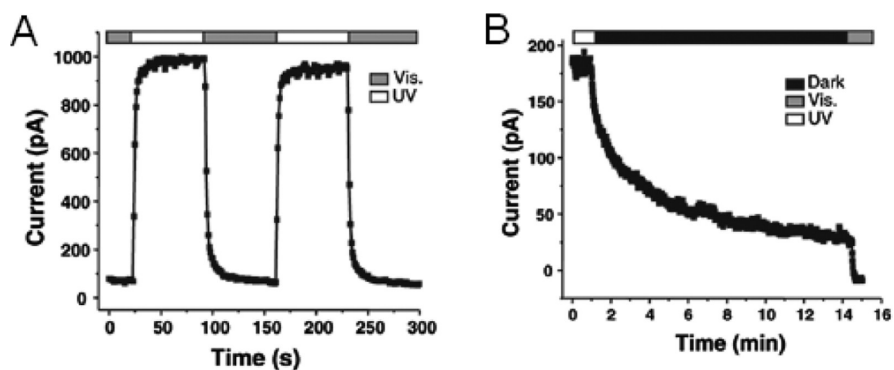 A
Vis.
UV
Current (pA)
1000
800
600
400
200
0
0 50 100 150 200 250 300
Time (s)
B
Dark
Vis.
UV
Current (pA)
200
150
100
50
0
0 2 4 6 8 10 12 14 16
Time (min)